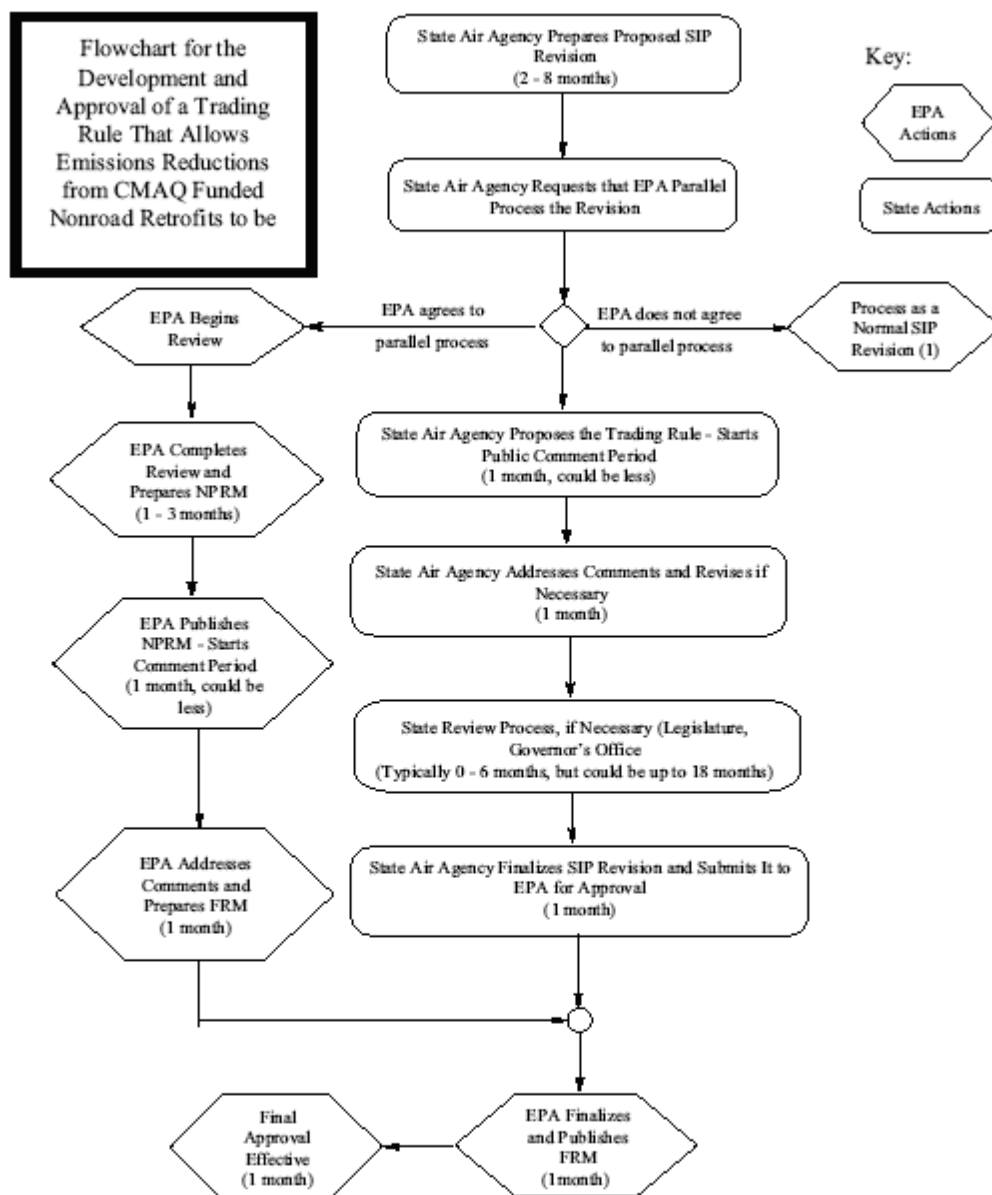 Flowchart for the
Development and
Approval of a Trading
Rule That Allows
Emissions Reductions
from CMAQ Funded
Nonroad Retrofits to be
State Air Agency Prepares Proposed SIP
Revision
(2 - 8 months)
Key:
EPA
Actions
State Actions
State Air Agency Requests that EPA Parallel
Process the Revision
EPA agrees to
parallel process
EPA does not agree
to parallel process
Process as a
Normal SIP
Revision (1)
EPA Begins
Review
EPA Completes
Review and
Prepares NPRM
(1 - 3 months)
EPA Publishes
NPRM - Starts
Comment Period
(1 month, could be
less)
EPA Addresses
Comments and
Prepares FRM
(1 month)
State Air Agency Proposes the Trading Rule - Starts
Public Comment Period
(1 month, could be less)
State Air Agency Addresses Comments and Revises if
Necessary
(1 month)
State Review Process, if Necessary (Legislature,
Governor's Office
(Typically 0 - 6 months, but could be up to 18 months)
State Air Agency Finalizes SIP Revision and Submits It to
EPA for Approval
(1 month)
EPA Finalizes
and Publishes
FRM
(1month)
Final
Approval
Effective
(1 month)